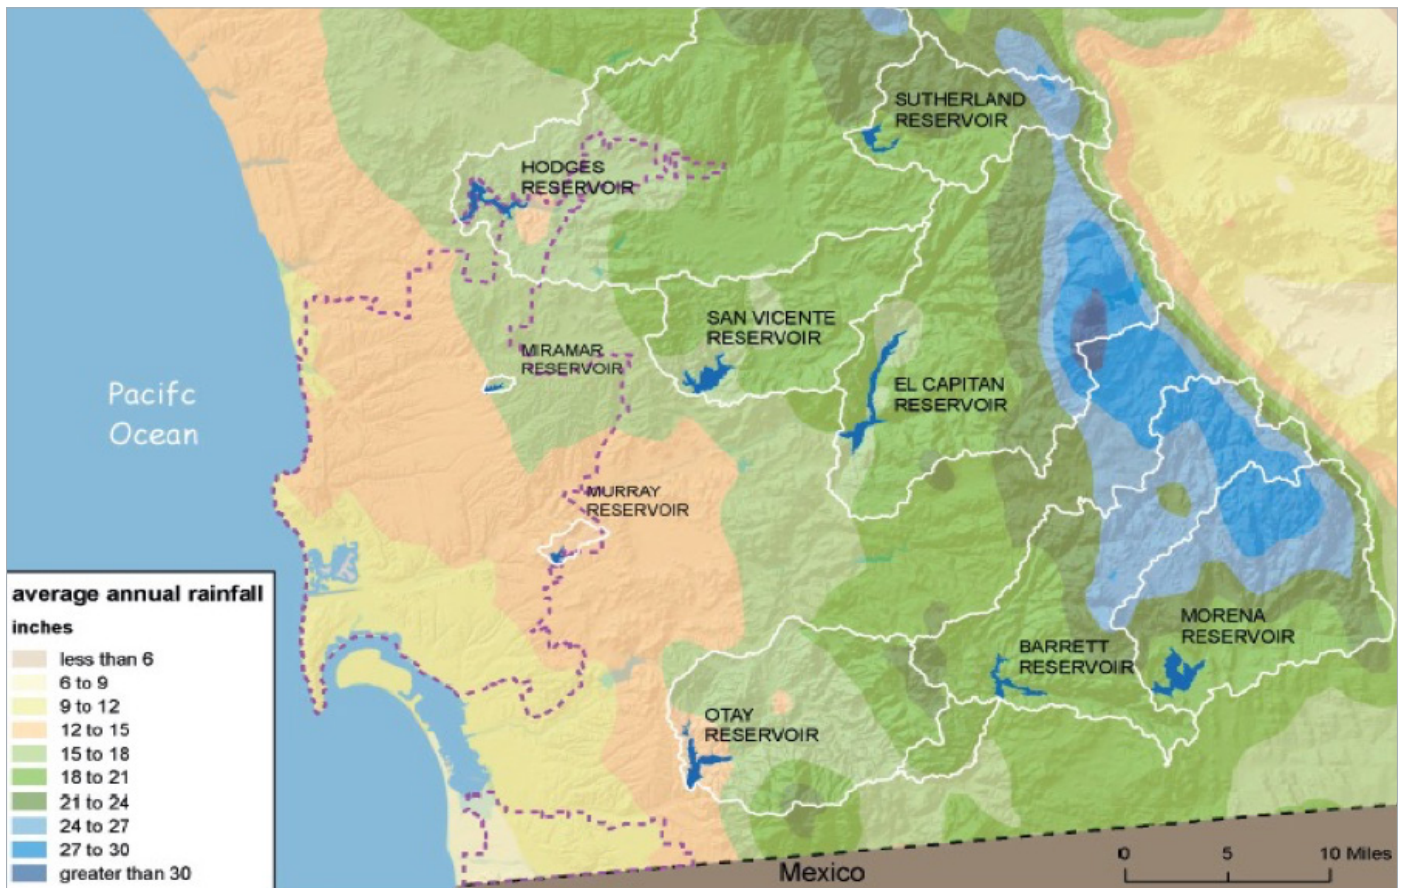 SUTHERLAND
RESERVOIR
HODGES
RESERVOIR
SAN VICENTE
RESERVOIR
MIRAMAR
RESERVOIR
EL CAPITAN
RESERVOIR
Pacifc
Ocean
MURRAY
RESERVOIR
average annual rainfall
inches
less than 6
6 to 9
9 to 12
12 to 15
15 to 18
18 to 21
21 to 24
24 to 27
27 to 30
greater than 30
MORENA
RESERVOIR
BARRETT
RESERVOIR
OTAY
RESERVOIR
Mexico
0 5 10 Miles